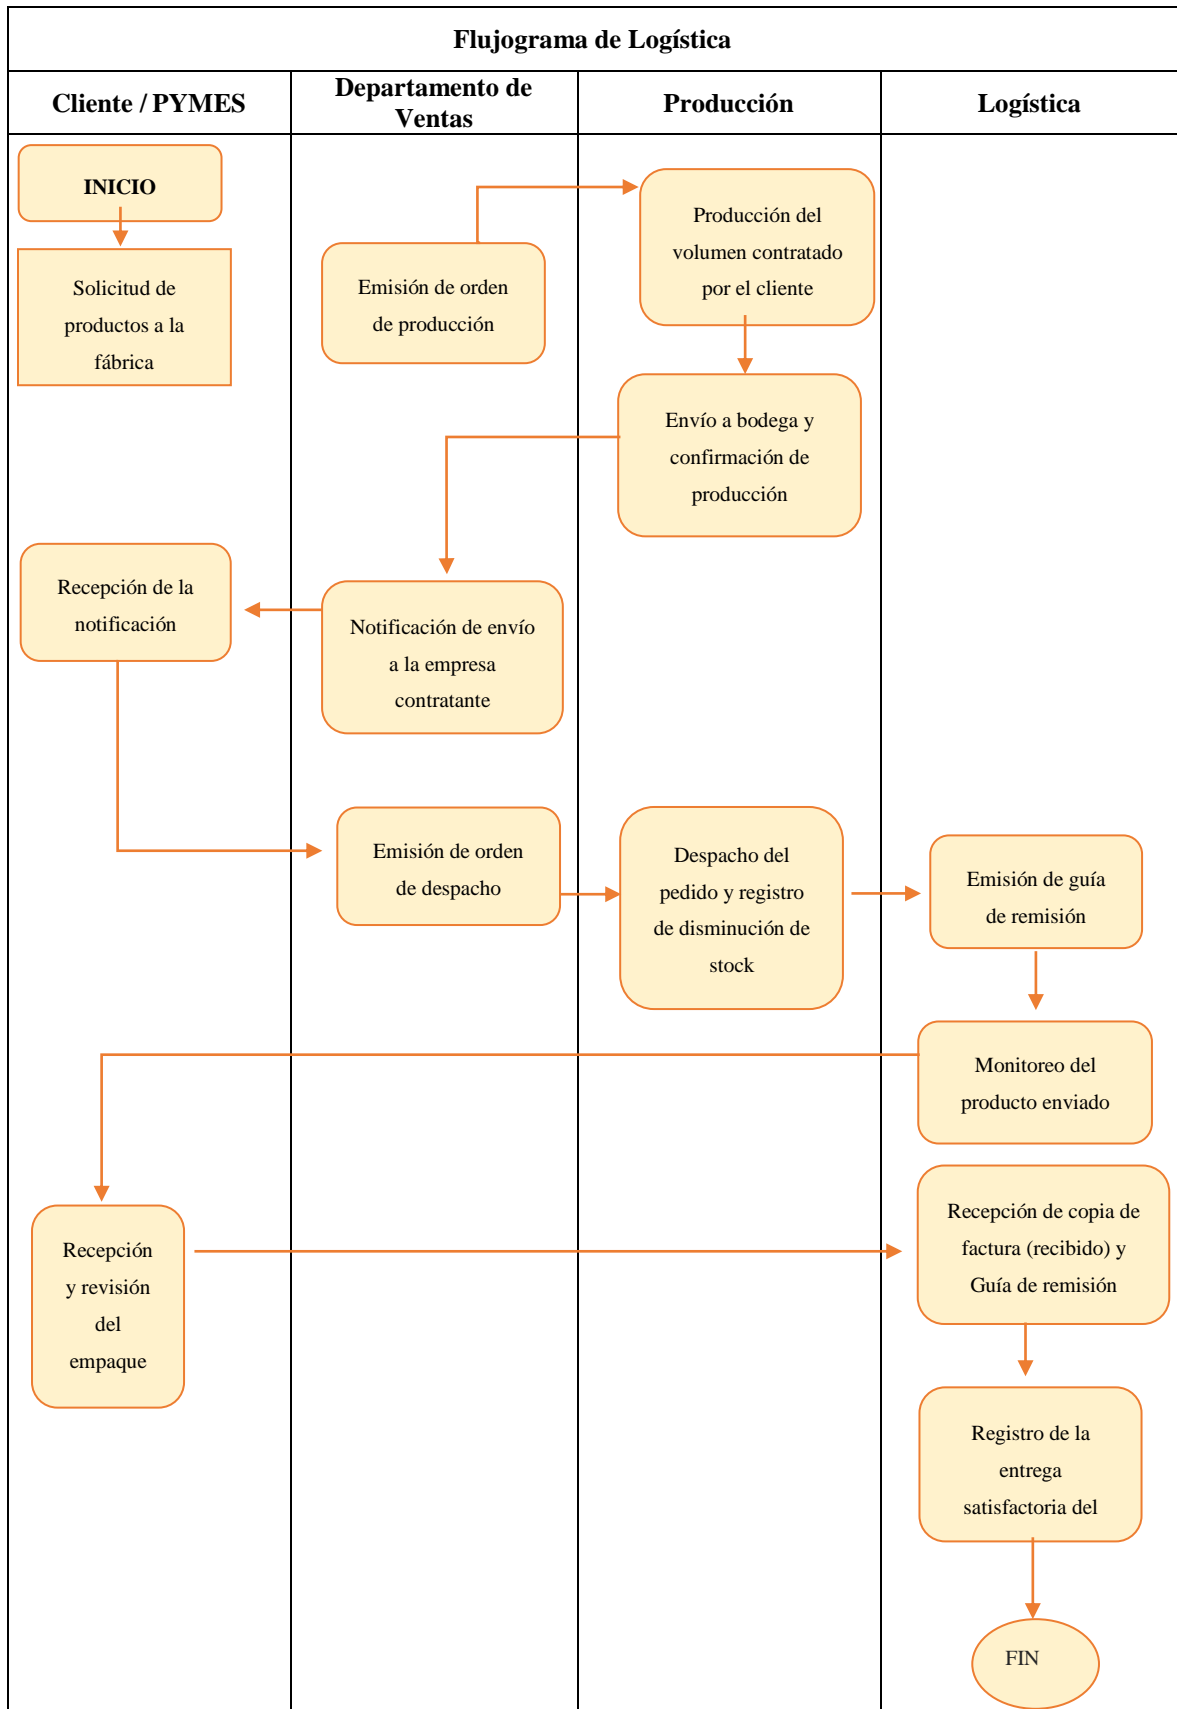 Flujograma de Logística
Cliente / PYMES
Departamento de
Ventas
Producción
Logística
INICIO
Solicitud de
productos a la
fábrica
Emisión de orden
de producción
Producción del
volumen contratado
por el cliente
Envío a bodega y
confirmación de
producción
Notificación de envío
a la empresa
contratante
Recepción de la
notificación
Emisión de orden
de despacho
Despacho del
pedido y registro
de disminución de
stock
Emisión de guía
de remisión
Monitoreo del
producto enviado
Recepción
y revisión
del
empaque
Recepción de copia de
factura (recibido) y
Guía de remisión
Registro de la
entrega
satisfactoria del
FIN